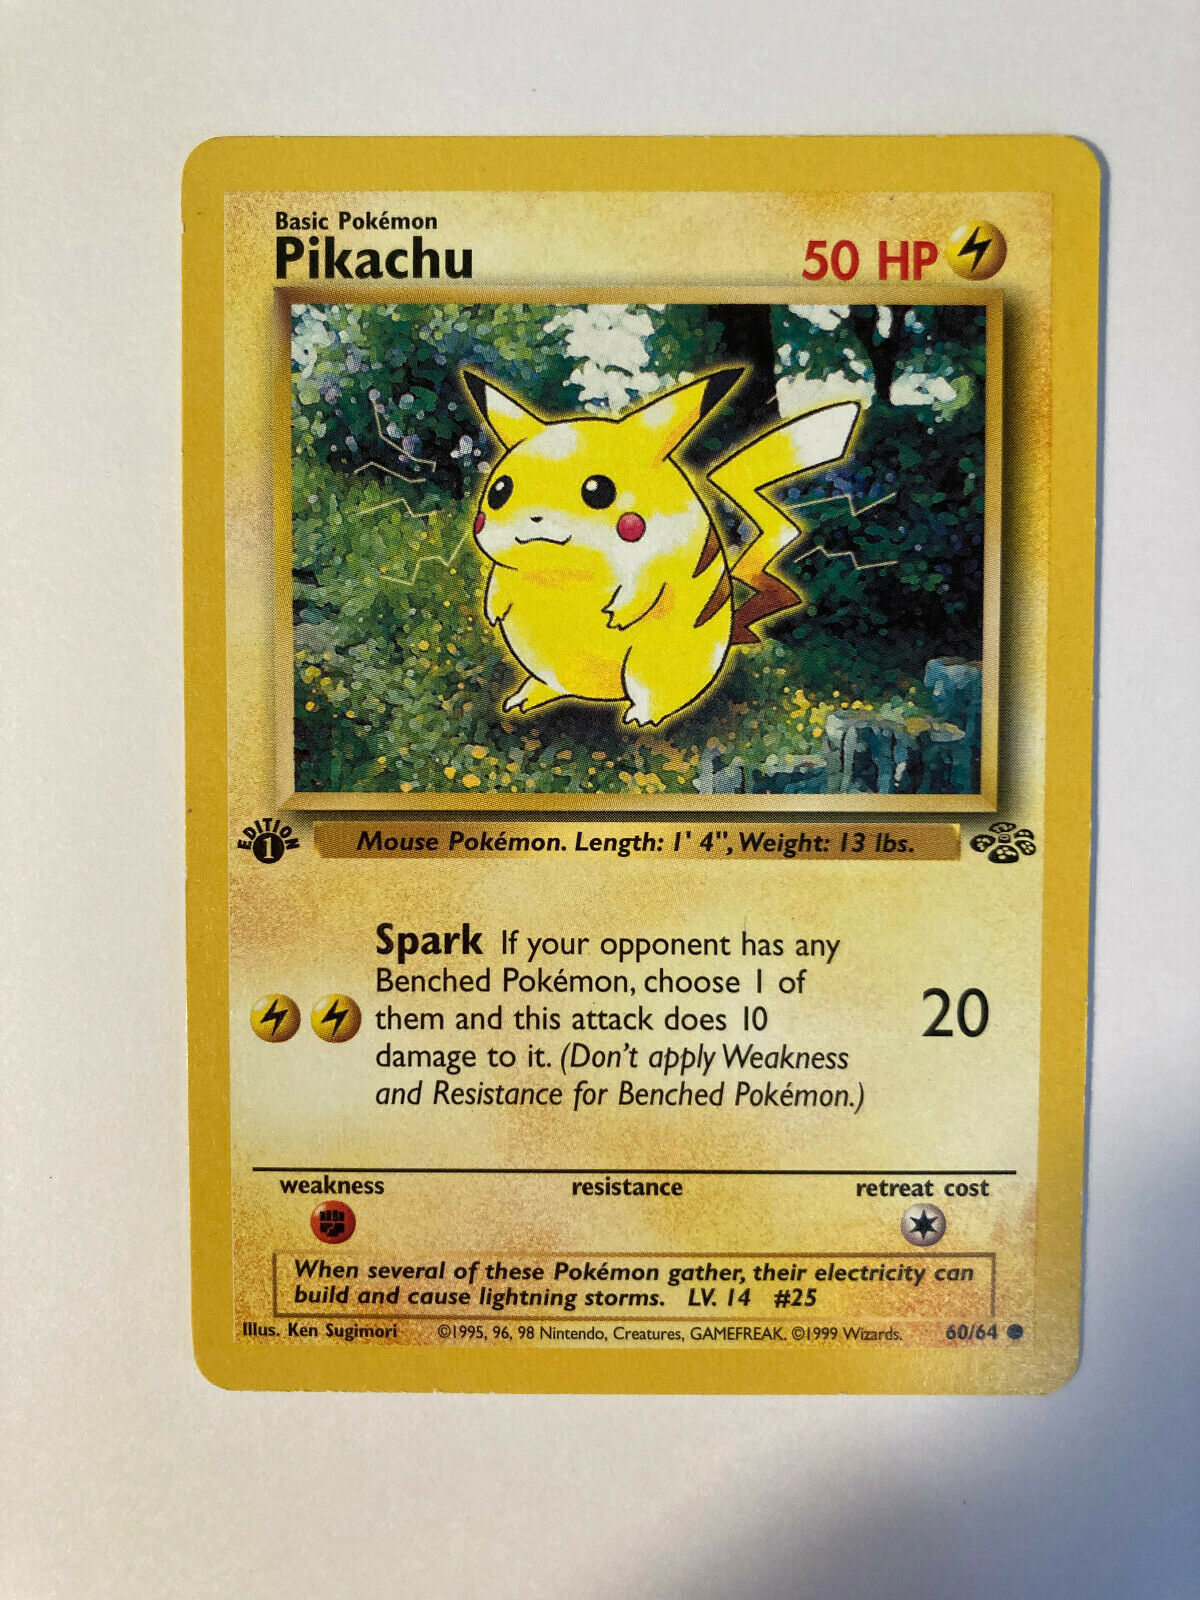 Basic Pokémon
Pikachu
50 HP
EDITION
1
Mouse Pokémon. Length: 1' 4", Weight: 13 lbs.
Spark If your opponent has any
Benched Pokémon, choose 1 of
them and this attack does 10
damage to it. (Don't apply Weakness
and Resistance for Benched Pokémon.)
20
weakness
resistance
retreat cost
When several of these Pokémon gather, their electricity can
build and cause lightning storms. LV. 14 #25
Illus. Ken Sugimori
©1995, 96, 98 Nintendo, Creatures, GAMEFREAK. ©1999 Wizards.
60/64